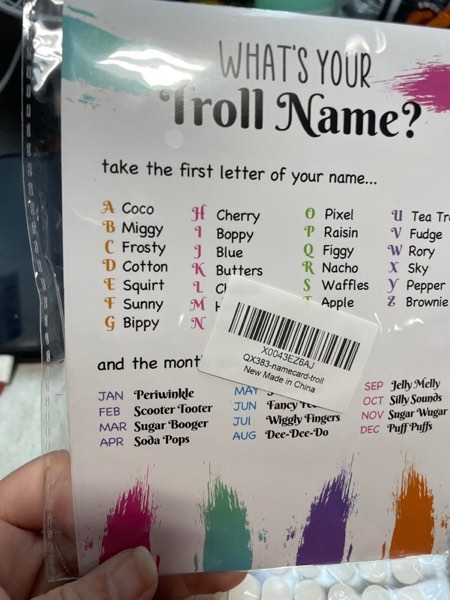 WHAT'S YOUR
Troll Name?
take the first letter of your name...
A Coco
B Miggy
C Frosty
D Cotton
E Squirt
F Sunny
G Bippy
H Cherry
I Boppy
J Blue
K Butters
L
M
N
O Pixel
P Raisin
Q Figgy
R Nacho
S Waffles
Apple
U Tea
V Fudge
W Rory
X Sky
Y Pepper
Z Brownie
X0043EZ6AJ
QX383-namecard-troll
New Made in China
and the
JAN Periwinkle
FEB Scooter Tooter
MAR Sugar Booger
APR Soda Pops
MAY
JUN Fancy
JUl Wiggly Fingers
AUG Dee-Dee-Do
SEP Jelly Melly
OCT Silly Sounds
NOV Sugar Wugar
DEC Puff Puffs